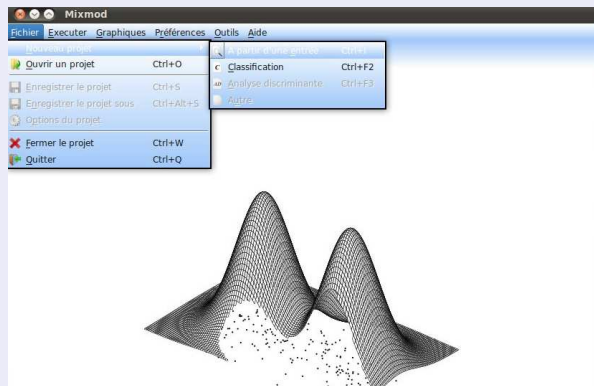 Mixmod
Fichier Executer Graphiques Préférences Outils Aide
Nouveau projet
Ouvrir un projet Ctrl+O
Enregistrer le projet Ctrl+S
Enregistrer le projet sous Ctrl+Alt+S
Options du projet
Fermer le projet Ctrl+W
Quitter Ctrl+Q
A partir d'une entrée
Classification Ctrl+F2
Analyse discriminante Ctrl+F3
Autre